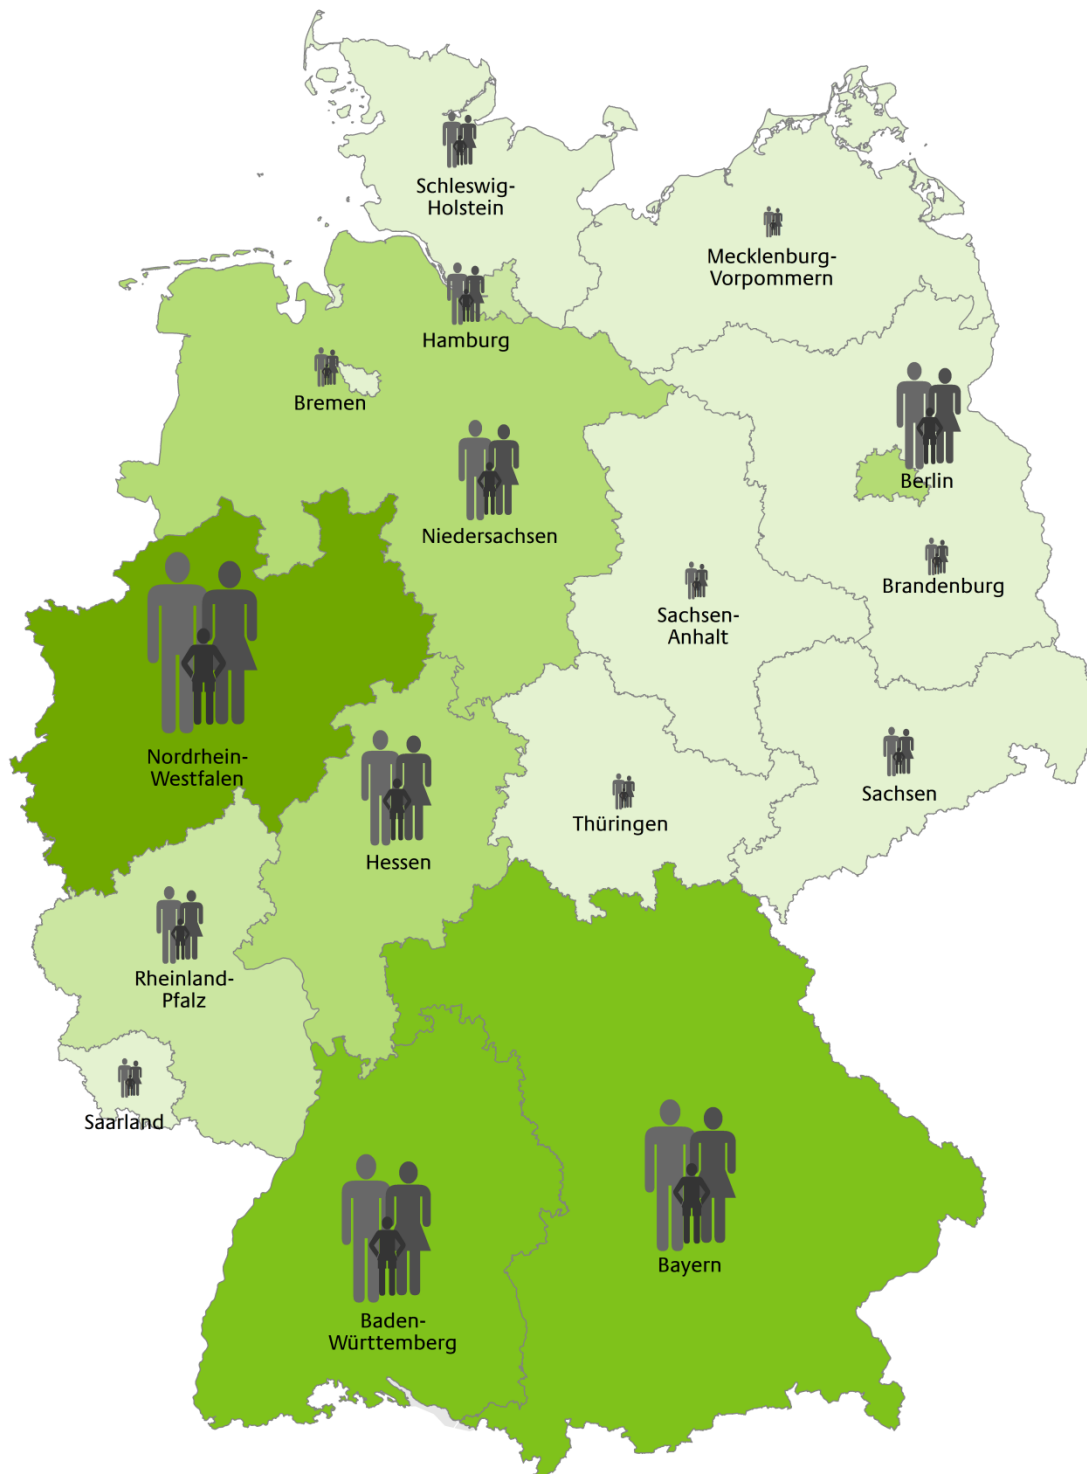 Schleswig-
Holstein
Mecklenburg-
Vorpommern
Hamburg
Bremen
Berlin
Niedersachsen
Brandenburg
Sachsen-
Anhalt
Nordrhein-
Westfalen
Sachsen
Thüringen
Hessen
Rheinland-
Pfalz
Saarland
Bayern
Baden-
Württemberg